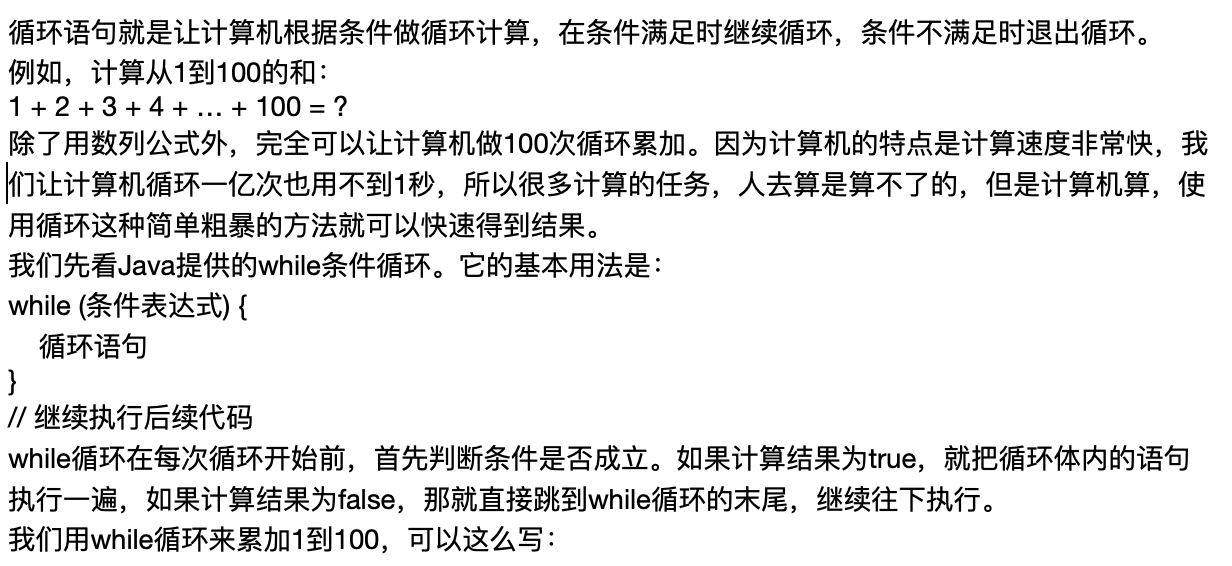 循环语句就是让计算机根据条件做循环计算，在条件满足时继续循环，条件不满足时退出循环。
例如，计算从1到100的和：
1 + 2 + 3 + 4 + … + 100 = ?
除了用数列公式外，完全可以让计算机做100次循环累加。因为计算机的特点是计算速度非常快，我
们让计算机循环一亿次也用不到1秒，所以很多计算的任务，人去算是算不了的，但是计算机算，使
用循环这种简单粗暴的方法就可以快速得到结果。
我们先看Java提供的while条件循环。它的基本用法是：
while (条件表达式) {
    循环语句
}
// 继续执行后续代码
while循环在每次循环开始前，首先判断条件是否成立。如果计算结果为true，就把循环体内的语句
执行一遍，如果计算结果为false，那就直接跳到while循环的末尾，继续往下执行。
我们用while循环来累加1到100，可以这么写：